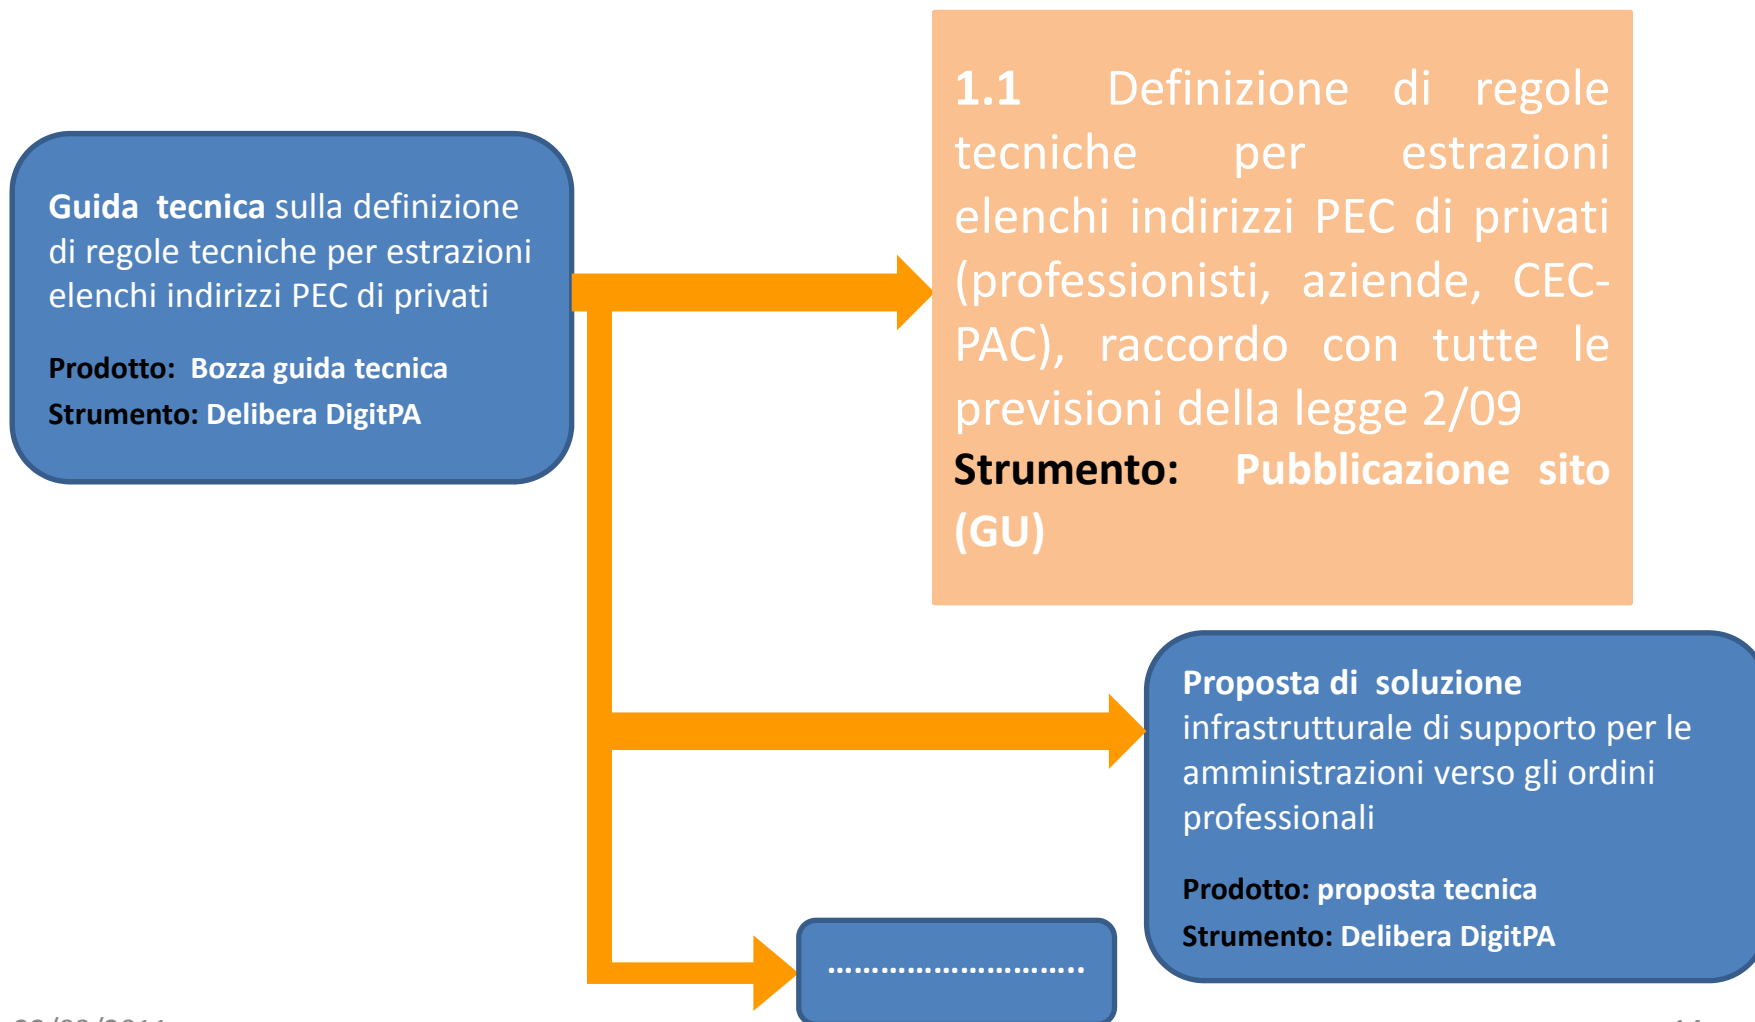 Guida tecnica sulla definizione
di regole tecniche per estrazioni
elenchi indirizzi PEC di privati
Prodotto: Bozza guida tecnica
Strumento: Delibera DigitPA
1.1 Definizione di regole
tecniche per estrazioni
elenchi indirizzi PEC di privati
(professionisti, aziende, CEC-
PAC), raccordo con tutte le
previsioni della legge 2/09
Strumento: Pubblicazione sito
(GU)
Proposta di soluzione
infrastrutturale di supporto per le
amministrazioni verso gli ordini
professionali
Prodotto: proposta tecnica
Strumento: Delibera DigitPA
…………………………..